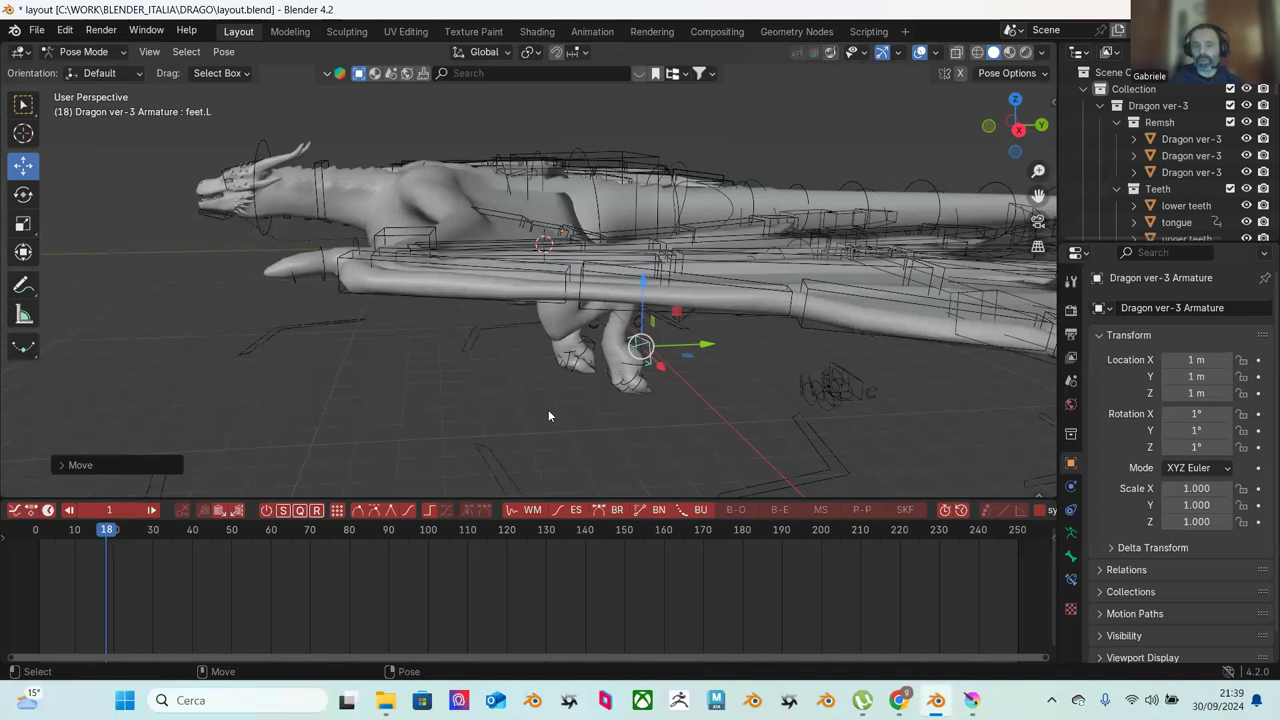 * layout [C:\WORK\BLENDER_ITALIA\DRAGO\layout.blend] - Blender 4.2
File Edit Render Window Help Layout Modeling Sculpting UV Editing Texture Paint Shading Animation Rendering Compositing Geometry Nodes Scripting Scene
Gabriele
Pose Mode View Select Pose Global
Orientation: Default Drag: Select Box Search X Pose Options
User Perspective
(18) Dragon ver-3 Armature : feet.L
Z
Y
X
Scene C
Collection
Dragon ver-3
Remsh
Dragon ver-3
Dragon ver-3
Dragon ver-3
Teeth
lower teeth
tongue
upper teeth
Search
Dragon ver-3 Armature
Dragon ver-3 Armature
Transform
Location X 1 m
Y 1 m
Z 1 m
Rotation X 1°
Y 1°
Z 1°
Mode XYZ Euler
Scale X 1.000
Y 1.000
Z 1.000
Delta Transform
Relations
Collections
Motion Paths
Visibility
Viewport Display
Move
S Q R 1 WM ES BR BN BU B-O B-E MS P-P SKF sy
0 10 18 30 40 50 60 70 80 90 100 110 120 130 140 150 160 170 180 190 200 210 220 230 240 250
Select Move Pose 4.2.0
15° Cerca 21:39
30/09/2024